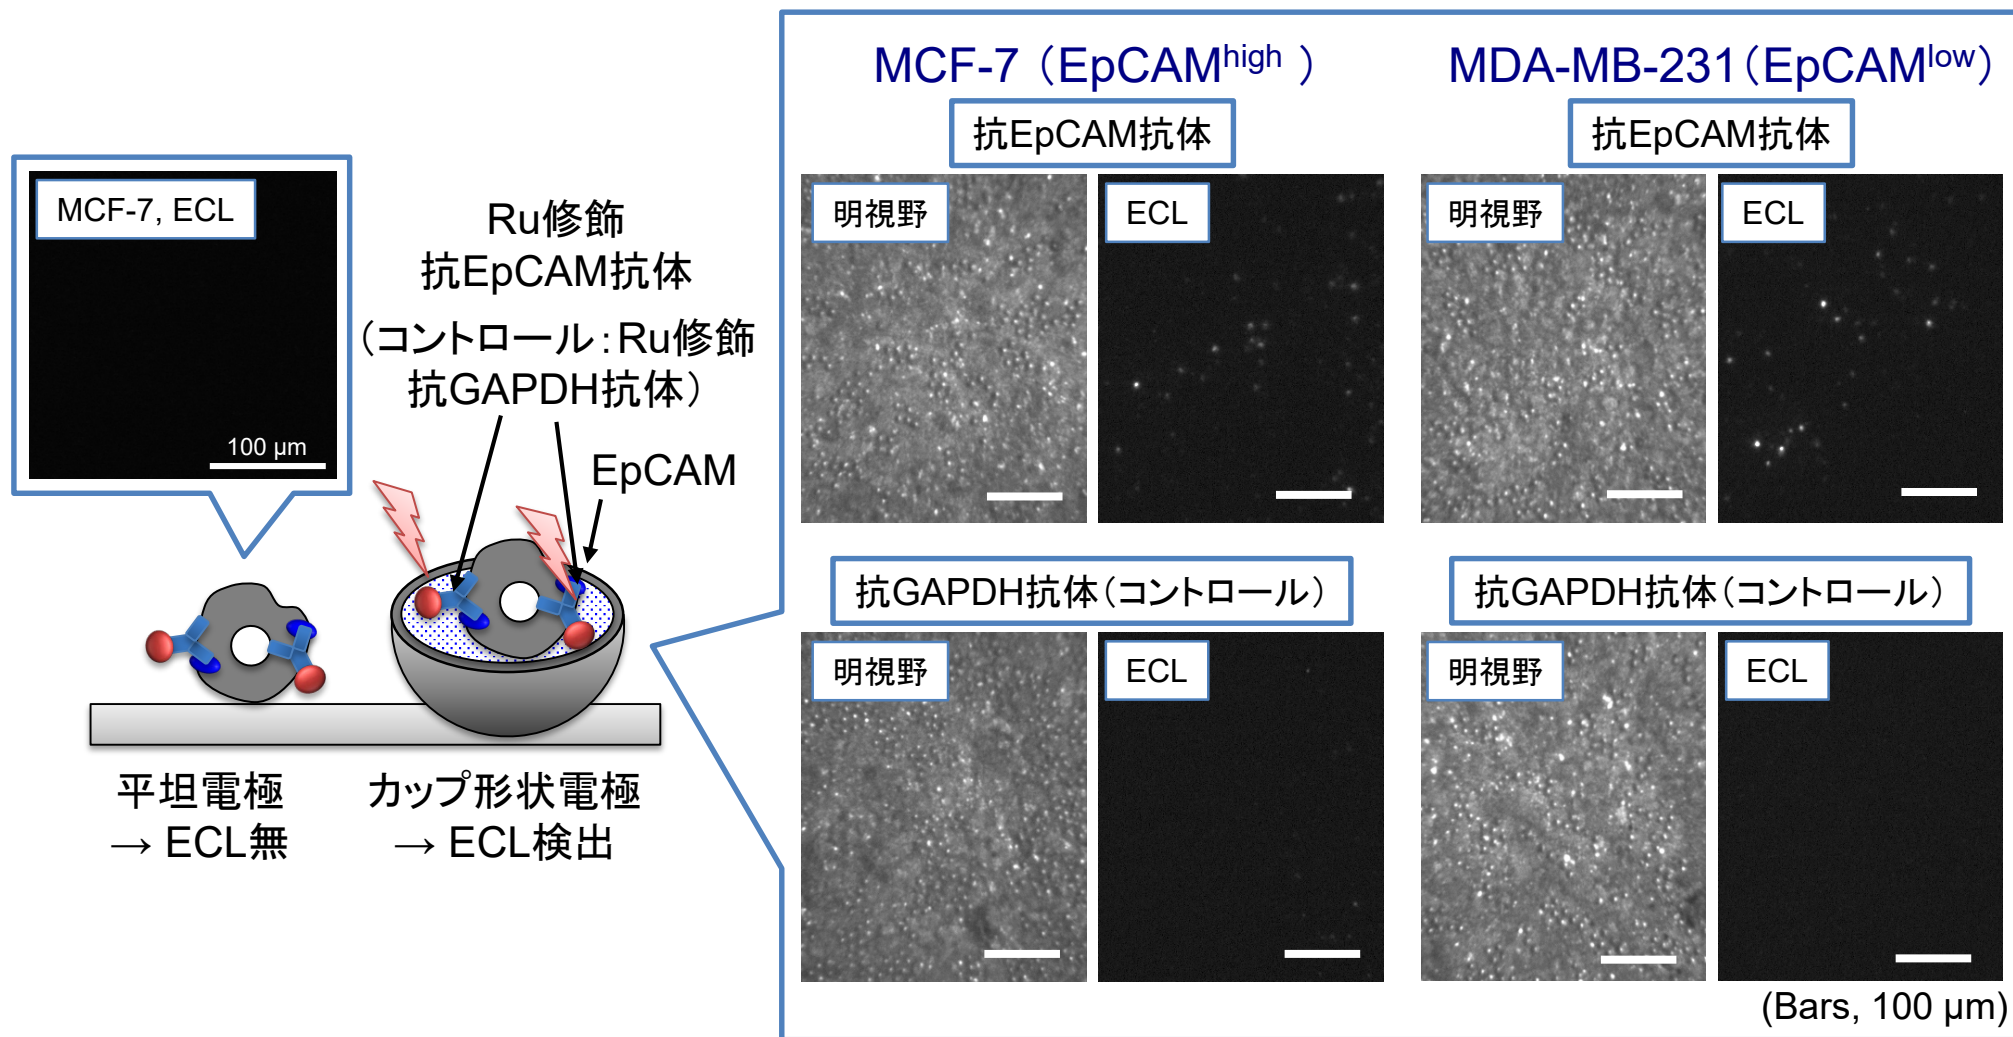 MCF-7, ECL
100 μm
Ru修飾
抗EpCAM抗体
（コントロール：Ru修飾
抗GAPDH抗体）
EpCAM
平坦電極
→ ECL無
カップ形状電極
→ ECL検出
MCF-7（EpCAMhigh ）
抗EpCAM抗体
明視野
ECL
抗GAPDH抗体（コントロール）
明視野
ECL
MDA-MB-231（EpCAMlow）
抗EpCAM抗体
明視野
ECL
抗GAPDH抗体（コントロール）
明視野
ECL
(Bars, 100 μm)